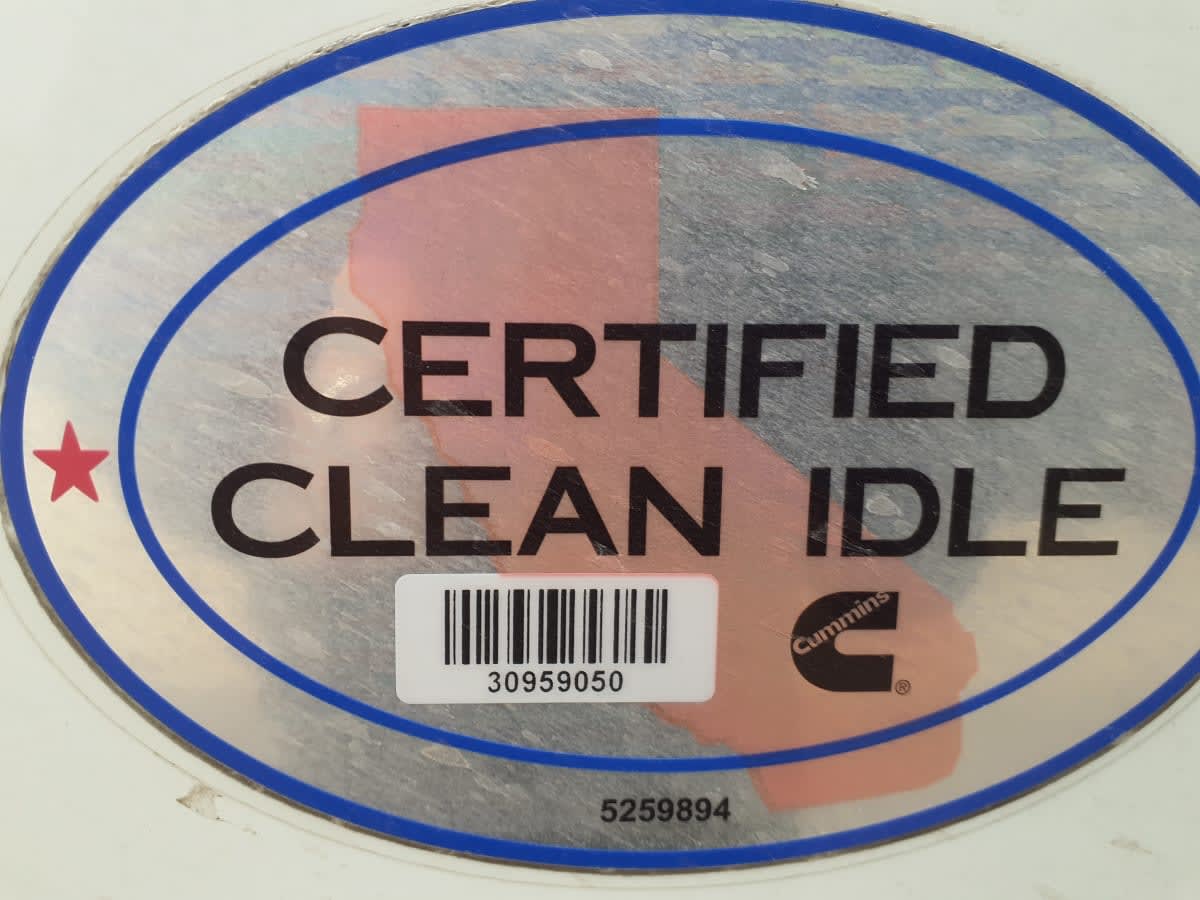 CERTIFIED
CLEAN IDLE
Cummins
®
30959050
5259894